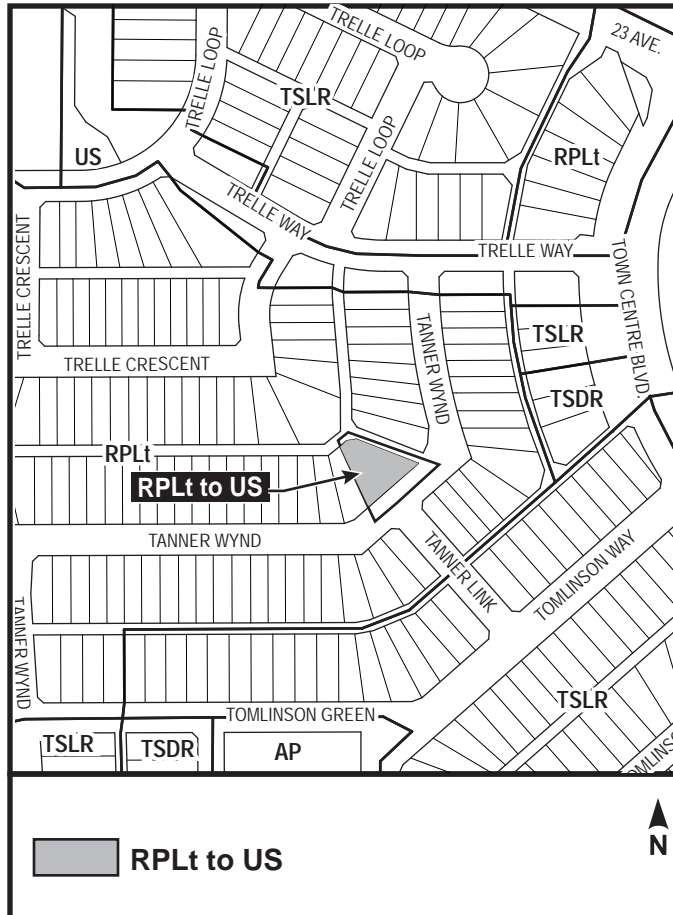 TRELLE LOOP
23 AVE.
TRELLE LOOP
TSLR
TRELLE LOOP
US
RPLt
TRELLE WAY
TRELLE WAY
TRELLE CRESCENT
TOWN CENTRE BLVD.
TANNER WYND
TSLR
TRELLE CRESCENT
TSDR
RPLt
RPLt to US
TANNER WYND
TANNER LINK
TOMLINSON WAY
TANNER WYND
TSLR
TOMLINSON GREEN
TSLR
TSDR
AP
RPLt to US
N